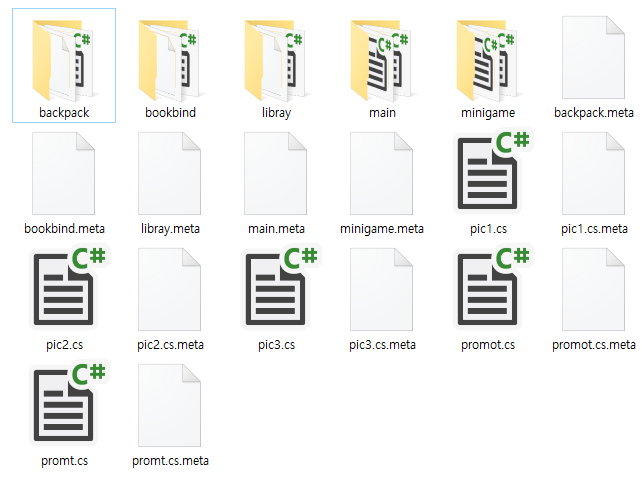 backpack
bookbind
libray
main
minigame
backpack.meta
bookbind.meta
libray.meta
main.meta
minigame.meta
C#
pic1.cs
pic1.cs.meta
C#
pic2.cs
pic2.cs.meta
C#
pic3.cs
pic3.cs.meta
C#
promot.cs
promot.cs.meta
C#
promt.cs
promt.cs.meta